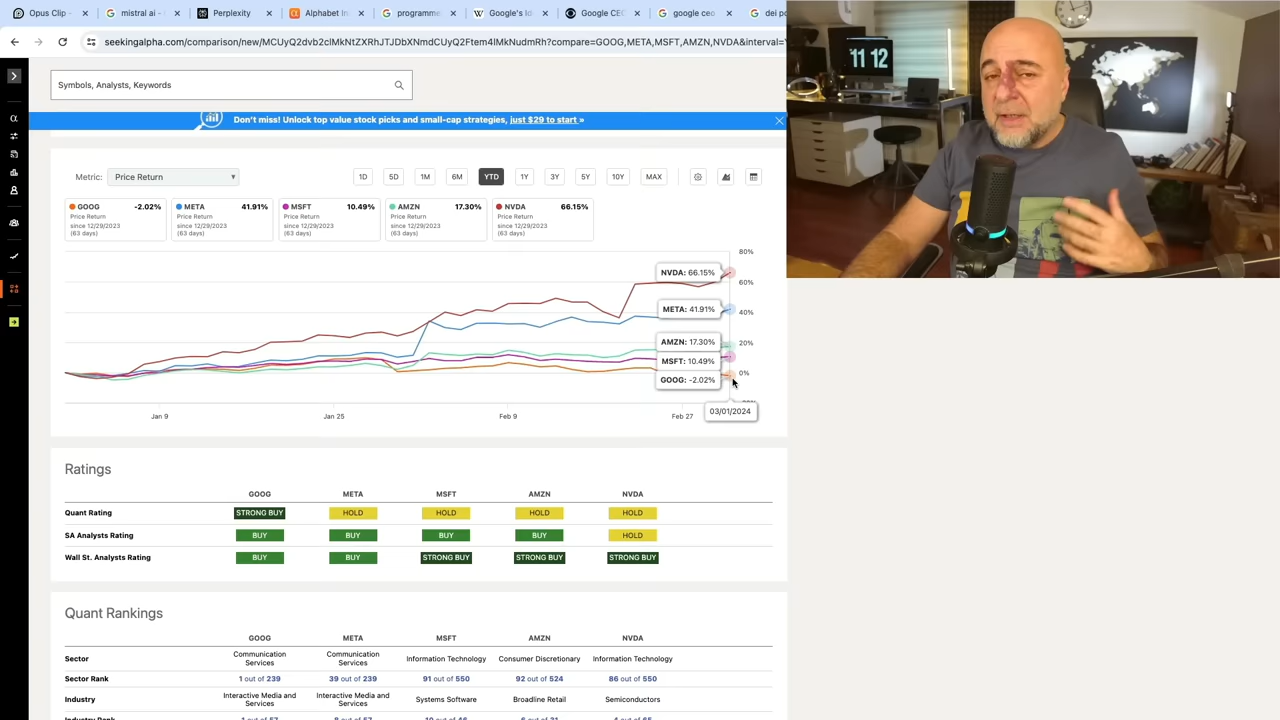 Opus Clip -
mistral ai -
Perplexity
Alphabet In
programme
Google's Id
Google CEO
google ceo
dei po
seekingalpha.com/comparison/new/
?compare=GOOG,META,MSFT,AMZN,NVDA&interval=
Symbols, Analysts, Keywords
Don't miss! Unlock top value stock picks and small-cap strategies, just $29 to start »
11 12
Metric: Price Return
1D 5D 1M 6M YTD 1Y 3Y 5Y 10Y MAX
GOOG -2.02% META 41.91% MSFT 10.49% AMZN 17.30% NVDA 66.15%
Price Return Price Return Price Return Price Return Price Return
since 12/29/2023 since 12/29/2023 since 12/29/2023 since 12/29/2023 since 12/29/2023
(63 days) (63 days) (63 days) (63 days) (63 days)
80%
NVDA: 66.15%
60%
META: 41.91%
40%
AMZN: 17.30%
20%
MSFT: 10.49%
0%
GOOG: -2.02%
03/01/2024
Jan 9 Jan 25 Feb 9 Feb 27
Ratings
GOOG META MSFT AMZN NVDA
Quant Rating STRONG BUY HOLD HOLD HOLD HOLD
SA Analysts Rating BUY BUY BUY BUY HOLD
Wall St. Analysts Rating BUY BUY STRONG BUY STRONG BUY STRONG BUY
Quant Rankings
GOOG META MSFT AMZN NVDA
Sector Communication Services Communication Services Information Technology Consumer Discretionary Information Technology
Sector Rank 1 out of 239 39 out of 239 91 out of 550 92 out of 524 86 out of 550
Industry Interactive Media and Services Interactive Media and Services Systems Software Broadline Retail Semiconductors